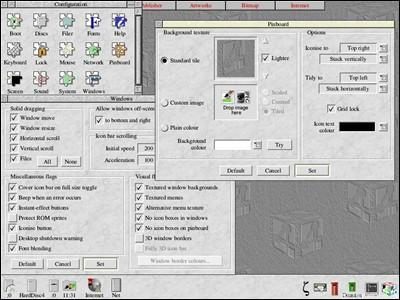 Configuration
Publisher
Artworks
Bitmap
Internet
Boot
Discs
Filer
Font
Help
Keyboard
Lock
Mouse
Network
Pinboard
Screen
Sound
System
Windows
Pinboard
Background texture
Standard tile
Lighter
Custom image
Drop image here
Scaled
Centred
Tiled
Plain colour
Background colour
Try
Options
Iconise to
Top right
Stack vertically
Tidy to
Top left
Stack horizontally
Grid lock
Icon text colour
Default
Cancel
Set
Windows
Solid dragging
Window move
Window resize
Horizontal scroll
Vertical scroll
Files
All
None
Allow windows off-screen
to bottom and right
Icon bar scrolling
Initial speed
200
Acceleration
100
Miscellaneous flags
Cover icon bar on full size toggle
Beep when an error occurs
Instant-effect buttons
Protect ROM sprites
Iconise button
Desktop shutdown warning
Font blending
Visual
Textured window backgrounds
Textured menus
Alternative menu texture
No icon boxes in windows
No icon boxes on pinboard
3D window borders
Fully 3D icon bar
Window border colours...
Default
Cancel
Set
:0
HardDisc4
:0
11:31
Internet
Net